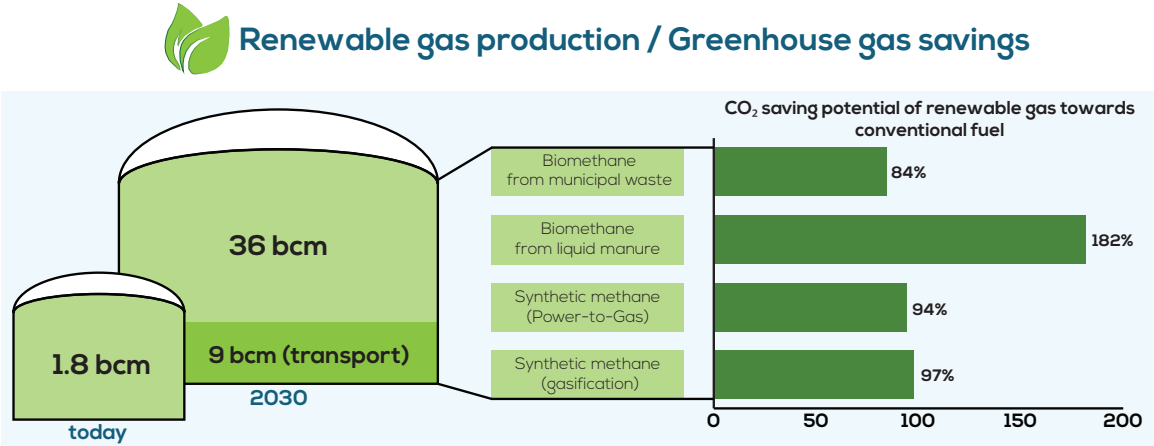 Renewable gas production / Greenhouse gas savings
36 bcm
9 bcm (transport)
2030
1.8 bcm
today
CO₂ saving potential of renewable gas towards
conventional fuel
Biomethane
from municipal waste
84%
Biomethane
from liquid manure
182%
Synthetic methane
(Power-to-Gas)
94%
Synthetic methane
(gasification)
97%
0 50 100 150 200